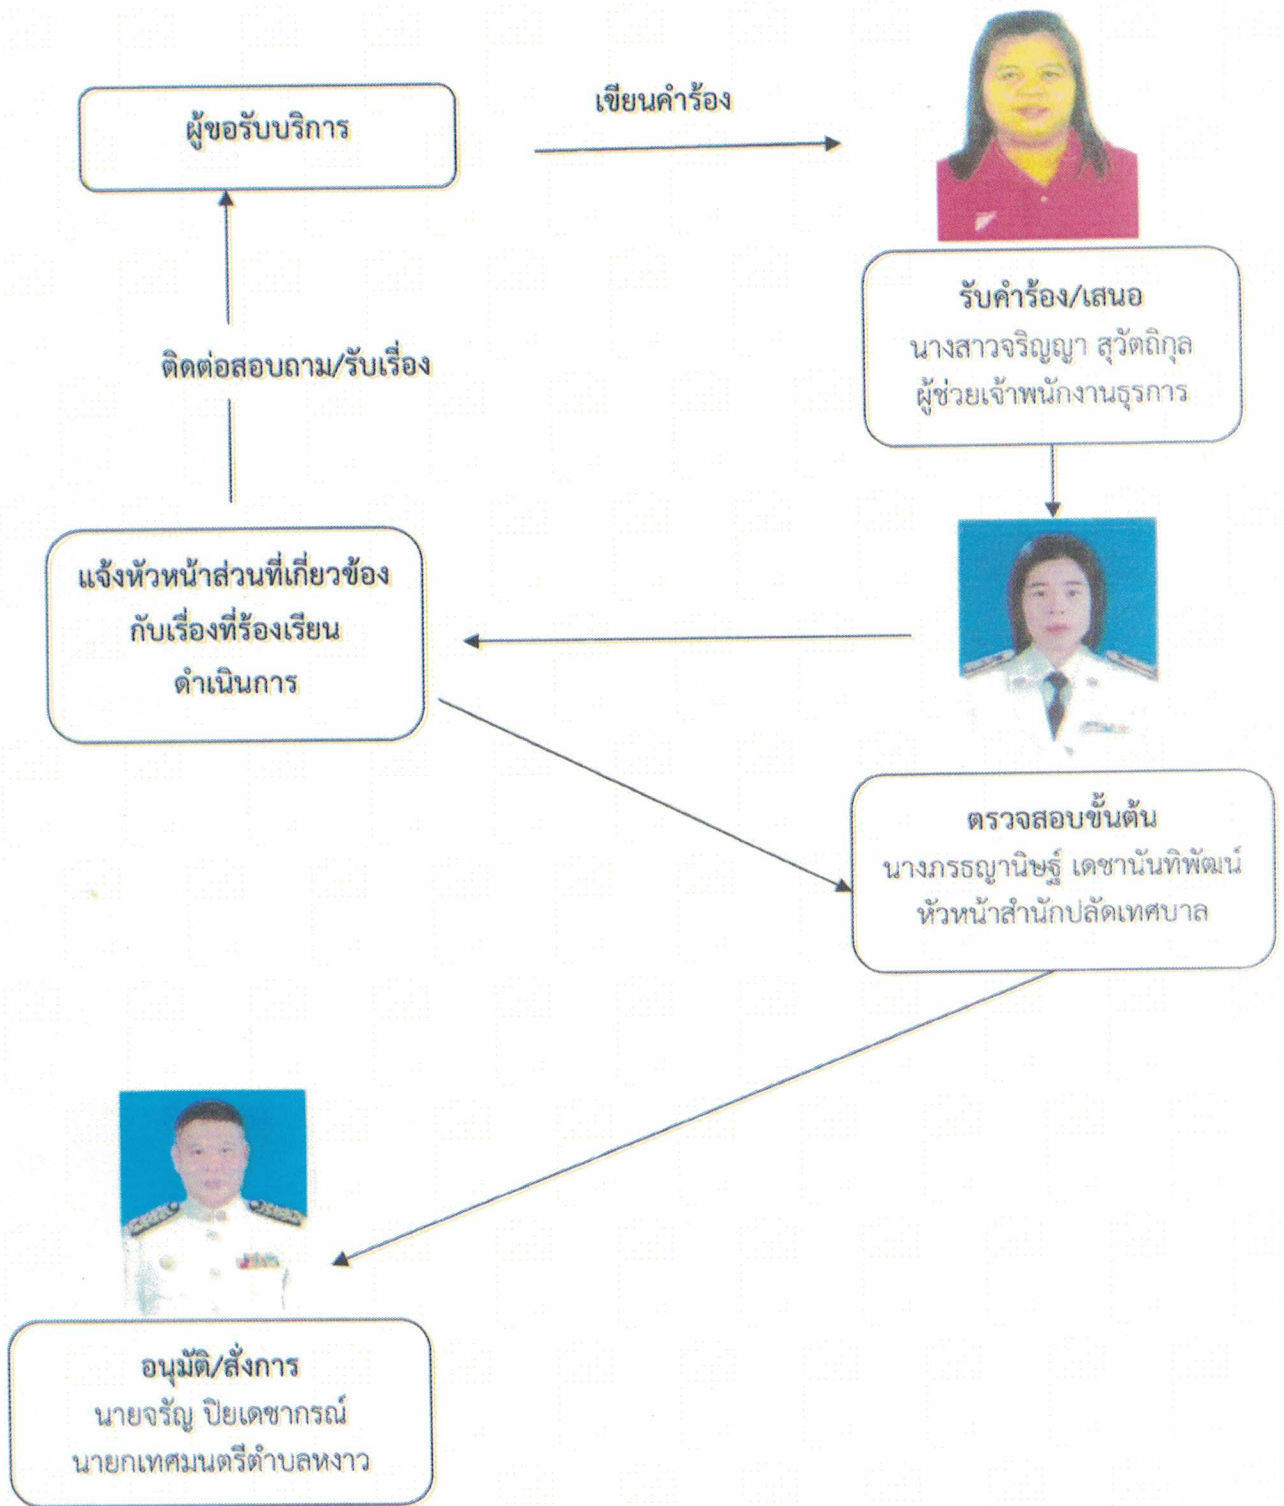 ผู้ขอรับบริการ
เขียนคำร้อง
รับคำร้อง/เสนอ
นางสาวจริญญา สุวัตถิกุล
ผู้ช่วยเจ้าพนักงานธุรการ
ติดต่อสอบถาม/รับเรื่อง
แจ้งหัวหน้าส่วนที่เกี่ยวข้อง
กับเรื่องที่ร้องเรียน
ดำเนินการ
ตรวจสอบขั้นต้น
นางภรธญานิษฐ์ เดชานันทิพัฒน์
หัวหน้าสำนักปลัดเทศบาล
อนุมัติ/สั่งการ
นายจรัญ ปิยเดชากรณ์
นายกเทศมนตรีตำบลหงาว